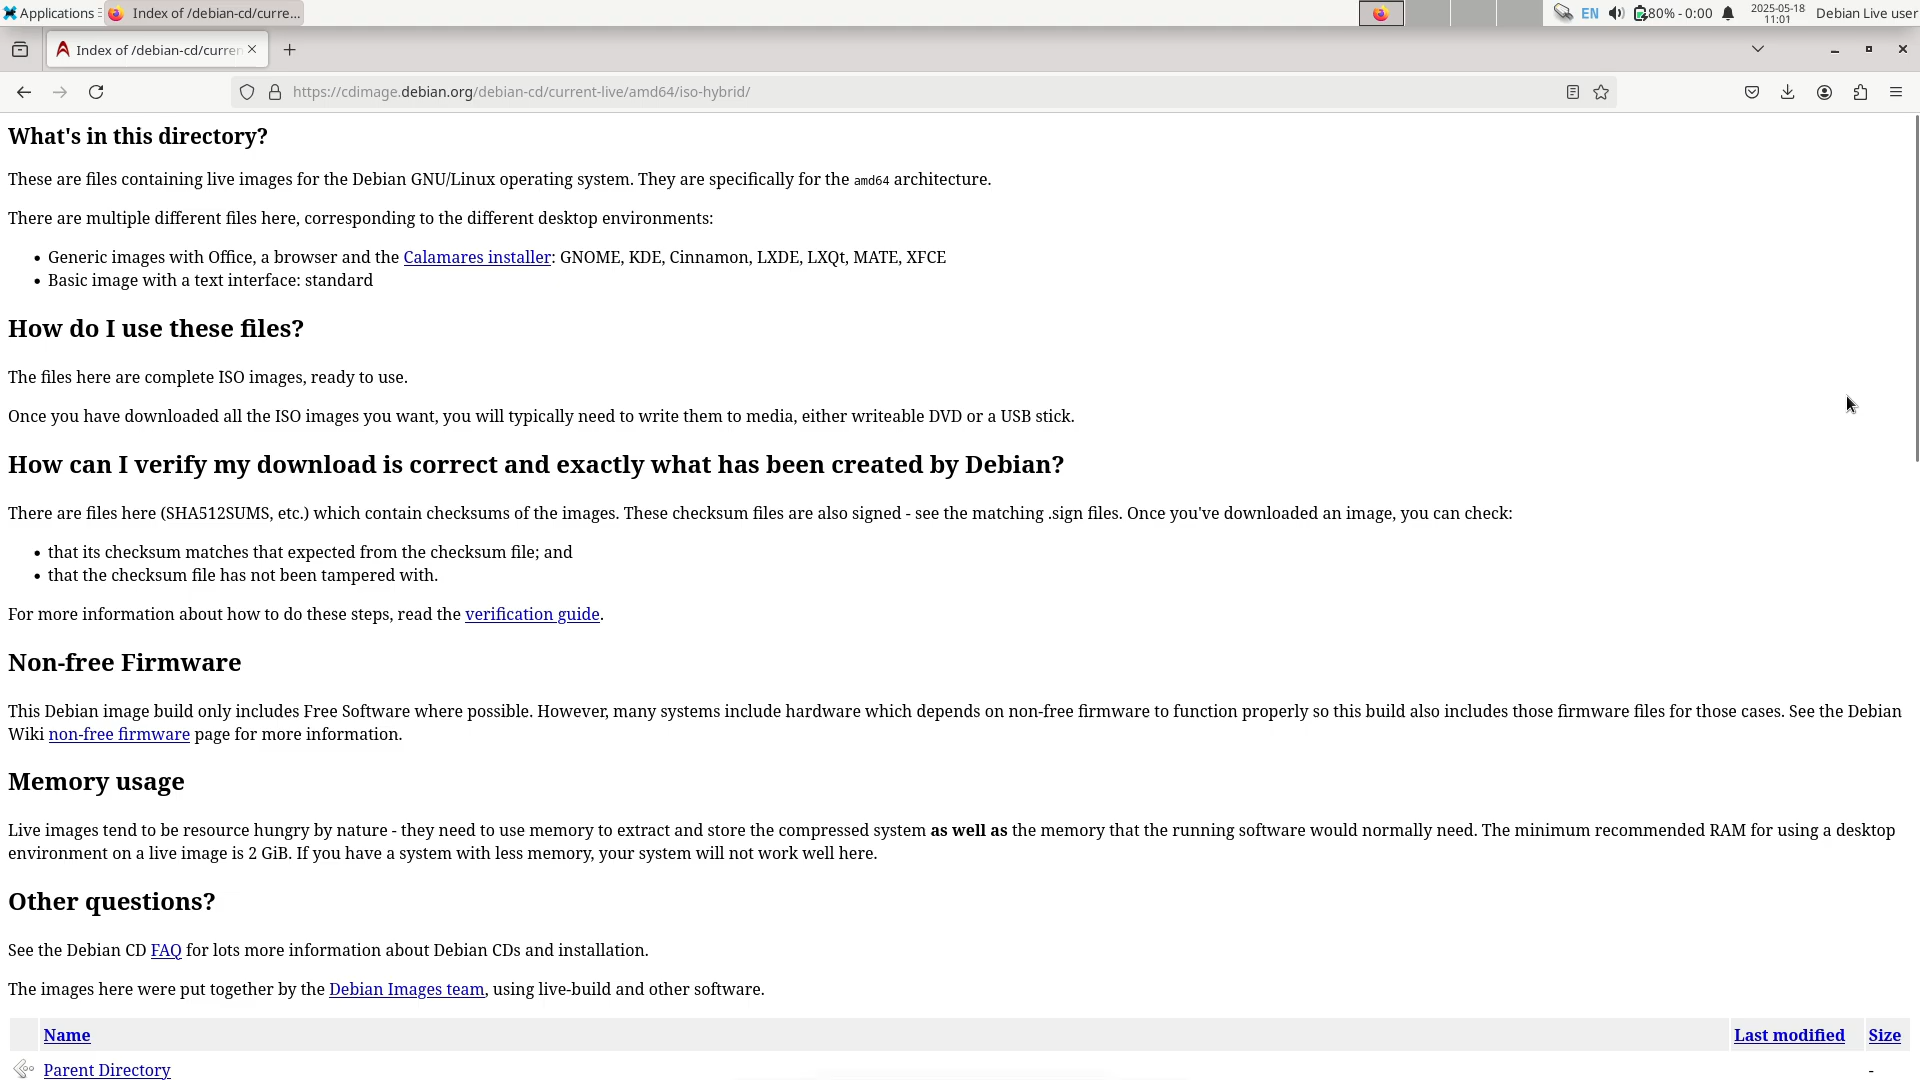 Applications
Index of /debian-cd/curre...
EN
80% - 0:00
2025-05-18
11:01
Debian Live user
Index of /debian-cd/curren
https://cdimage.debian.org/debian-cd/current-live/amd64/iso-hybrid/
What's in this directory?
These are files containing live images for the Debian GNU/Linux operating system. They are specifically for the amd64 architecture.
There are multiple different files here, corresponding to the different desktop environments:
• Generic images with Office, a browser and the Calamares installer: GNOME, KDE, Cinnamon, LXDE, LXQt, MATE, XFCE
• Basic image with a text interface: standard
How do I use these files?
The files here are complete ISO images, ready to use.
Once you have downloaded all the ISO images you want, you will typically need to write them to media, either writeable DVD or a USB stick.
How can I verify my download is correct and exactly what has been created by Debian?
There are files here (SHA512SUMS, etc.) which contain checksums of the images. These checksum files are also signed - see the matching .sign files. Once you've downloaded an image, you can check:
• that its checksum matches that expected from the checksum file; and
• that the checksum file has not been tampered with.
For more information about how to do these steps, read the verification guide.
Non-free Firmware
This Debian image build only includes Free Software where possible. However, many systems include hardware which depends on non-free firmware to function properly so this build also includes those firmware files for those cases. See the Debian
Wiki non-free firmware page for more information.
Memory usage
Live images tend to be resource hungry by nature - they need to use memory to extract and store the compressed system as well as the memory that the running software would normally need. The minimum recommended RAM for using a desktop
environment on a live image is 2 GiB. If you have a system with less memory, your system will not work well here.
Other questions?
See the Debian CD FAQ for lots more information about Debian CDs and installation.
The images here were put together by the Debian Images team, using live-build and other software.
Name Last modified Size
Parent Directory -